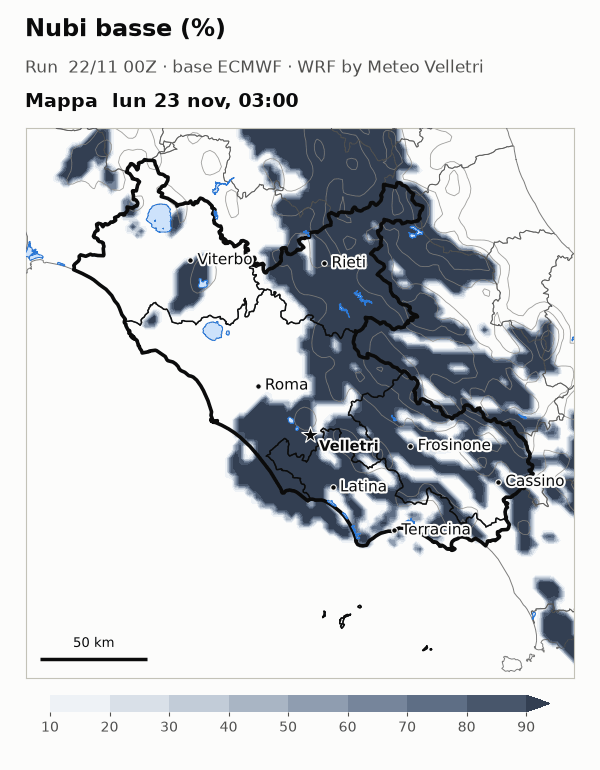 Nubi basse (%)
Run 22/11 00Z · base ECMWF · WRF by Meteo Velletri
Mappa lun 23 nov, 03:00
Viterbo
Rieti
Roma
Velletri
Frosinone
Cassino
Latina
Terracina
50 km
10 20 30 40 50 60 70 80 90